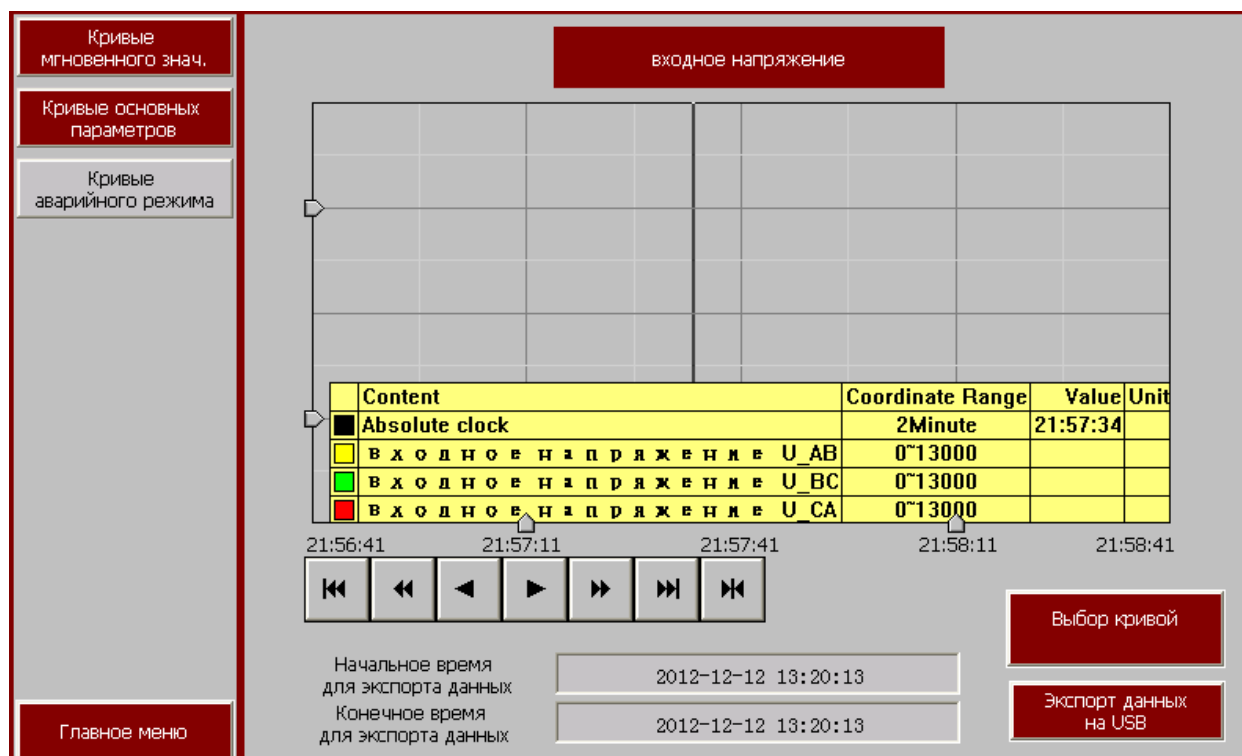 Кривые
мгновенного знач.
Кривые основных
параметров
Кривые
аварийного режима
Главное меню
входное напряжение
Content Coordinate Range Value Unit
Absolute clock 2Minute 21:57:34
входное напряжение U_AB 0~13000
входное напряжение U_BC 0~13000
входное напряжение U_CA 0~13000
21:56:41 21:57:11 21:57:41 21:58:11 21:58:41
Выбор кривой
Начальное время
для экспорта данных
2012-12-12 13:20:13
Конечное время
для экспорта данных
2012-12-12 13:20:13
Экспорт данных
на USB